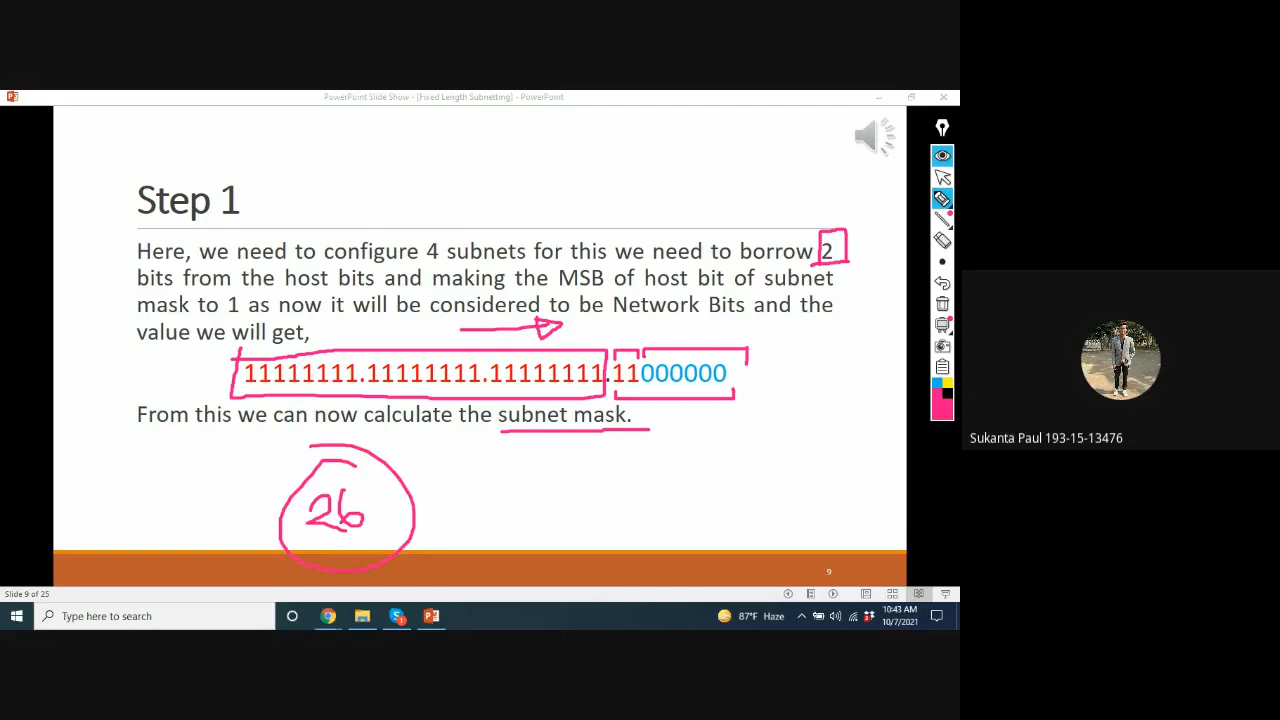 PowerPoint Slide Show - [Fixed Length Subnetting] - PowerPoint
Step 1
Here, we need to configure 4 subnets for this we need to borrow 2
bits from the host bits and making the MSB of host bit of subnet
mask to 1 as now it will be considered to be Network Bits and the
value we will get,
11111111.11111111.11111111.11000000
From this we can now calculate the subnet mask.
26
9
Sukanta Paul 193-15-13476
Slide 9 of 25
Type here to search
87°F Haze
10:43 AM
10/7/2021